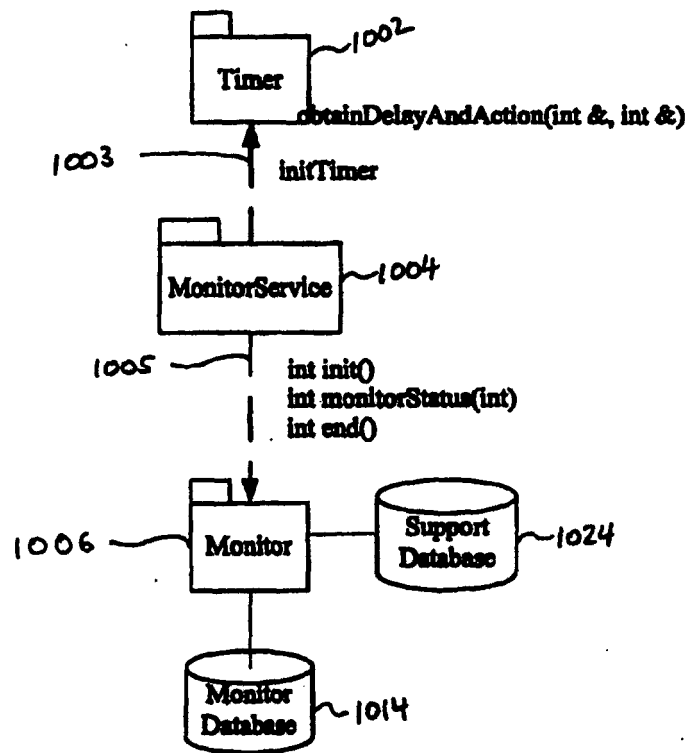 1002
Timer
obtainDelayAndAction(int &, int &)
1003
initTimer
1004
MonitorService
1005
int init()
int monitorStatus(int)
int end()
1006
Monitor
Support
Database
1024
Monitor
Database
1014